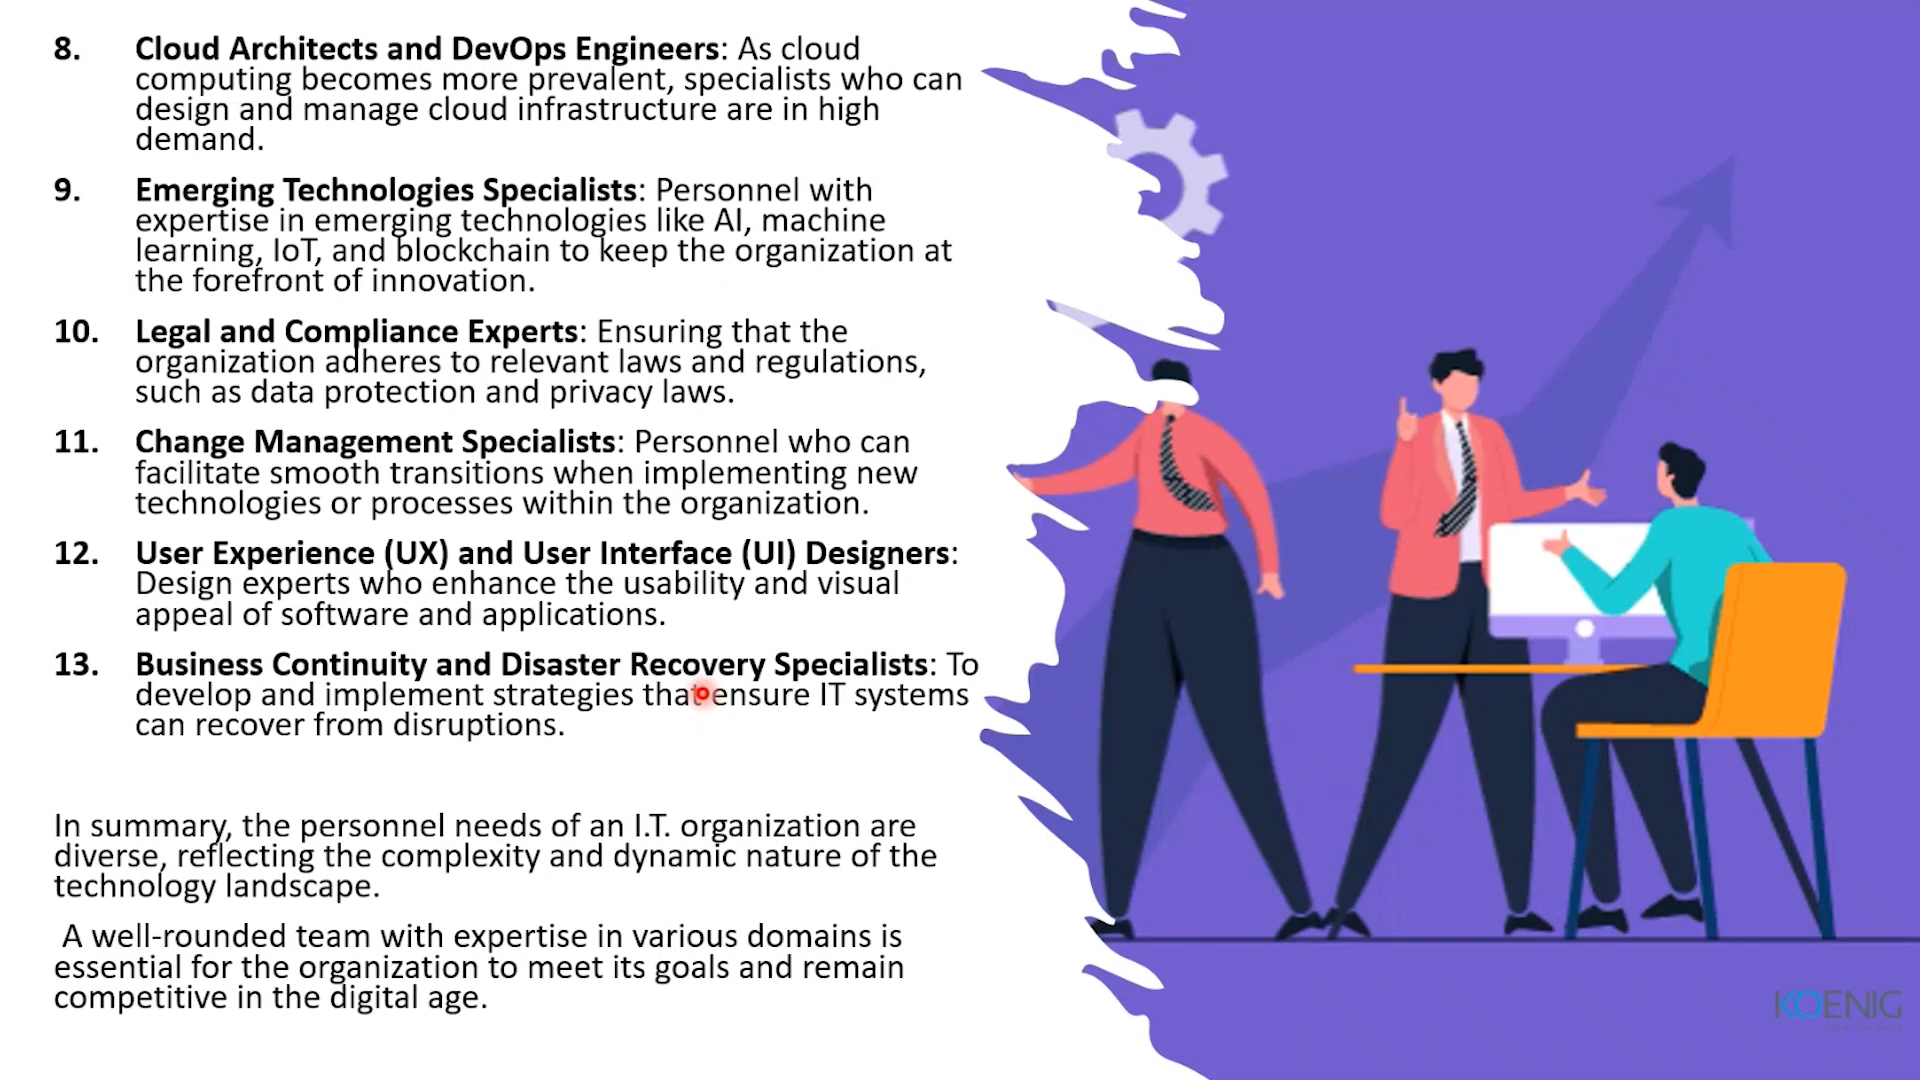 8. Cloud Architects and DevOps Engineers: As cloud
computing becomes more prevalent, specialists who can
design and manage cloud infrastructure are in high
demand.
9. Emerging Technologies Specialists: Personnel with
expertise in emerging technologies like AI, machine
learning, IoT, and blockchain to keep the organization at
the forefront of innovation.
10. Legal and Compliance Experts: Ensuring that the
organization adheres to relevant laws and regulations,
such as data protection and privacy laws.
11. Change Management Specialists: Personnel who can
facilitate smooth transitions when implementing new
technologies or processes within the organization.
12. User Experience (UX) and User Interface (UI) Designers:
Design experts who enhance the usability and visual
appeal of software and applications.
13. Business Continuity and Disaster Recovery Specialists: To
develop and implement strategies that ensure IT systems
can recover from disruptions.
In summary, the personnel needs of an I.T. organization are
diverse, reflecting the complexity and dynamic nature of the
technology landscape.
A well-rounded team with expertise in various domains is
essential for the organization to meet its goals and remain
competitive in the digital age.
KOENIG